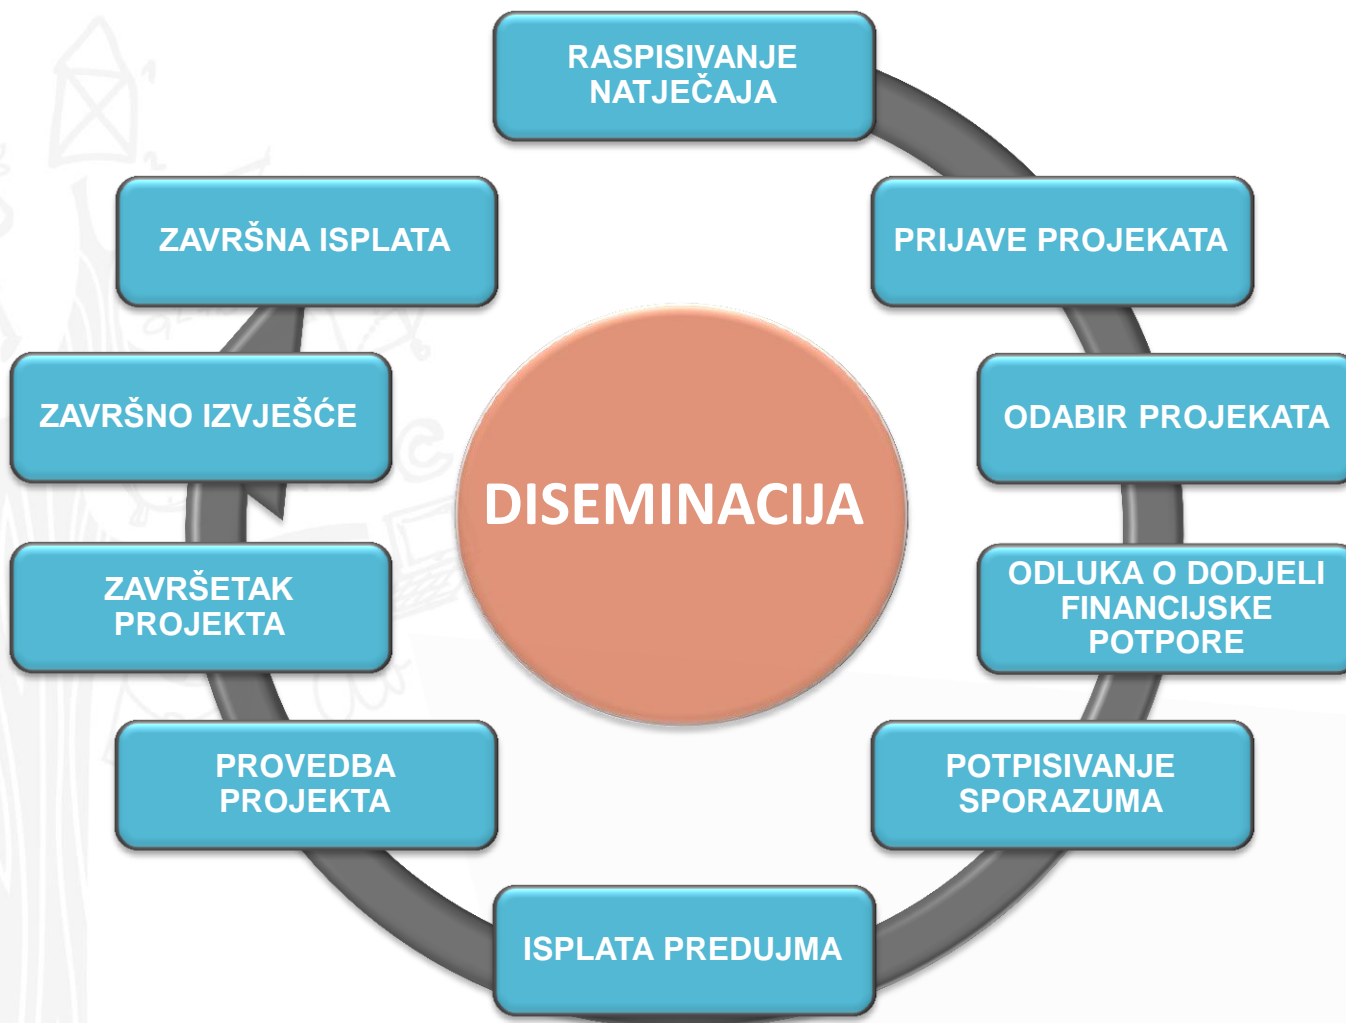 RASPISIVANJE
NATJEČAJA
PRIJAVE PROJEKATA
ODABIR PROJEKATA
ODLUKA O DODJELI
FINANCIJSKE
POTPORE
POTPISIVANJE
SPORAZUMA
ISPLATA PREDUJMA
PROVEDBA
PROJEKTA
ZAVRŠETAK
PROJEKTA
ZAVRŠNO IZVJEŠĆE
ZAVRŠNA ISPLATA
DISEMINACIJA